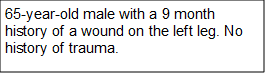 65-year-old male with a 9 month
history of a wound on the left leg. No
history of trauma.